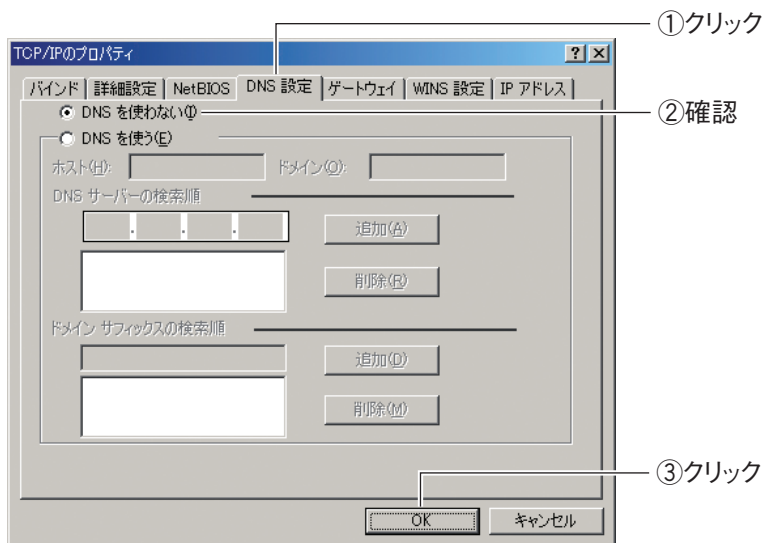 ①クリック
TCP/IPのプロパティ
バインド 詳細設定 NetBIOS DNS 設定 ゲートウェイ WINS 設定 IP アドレス
DNS を使わない(I)
②確認
DNS を使う(E)
ホスト(H): ドメイン(O):
DNS サーバーの検索順
追加(A)
削除(R)
ドメイン サフィックスの検索順
追加(D)
削除(M)
③クリック
OK キャンセル